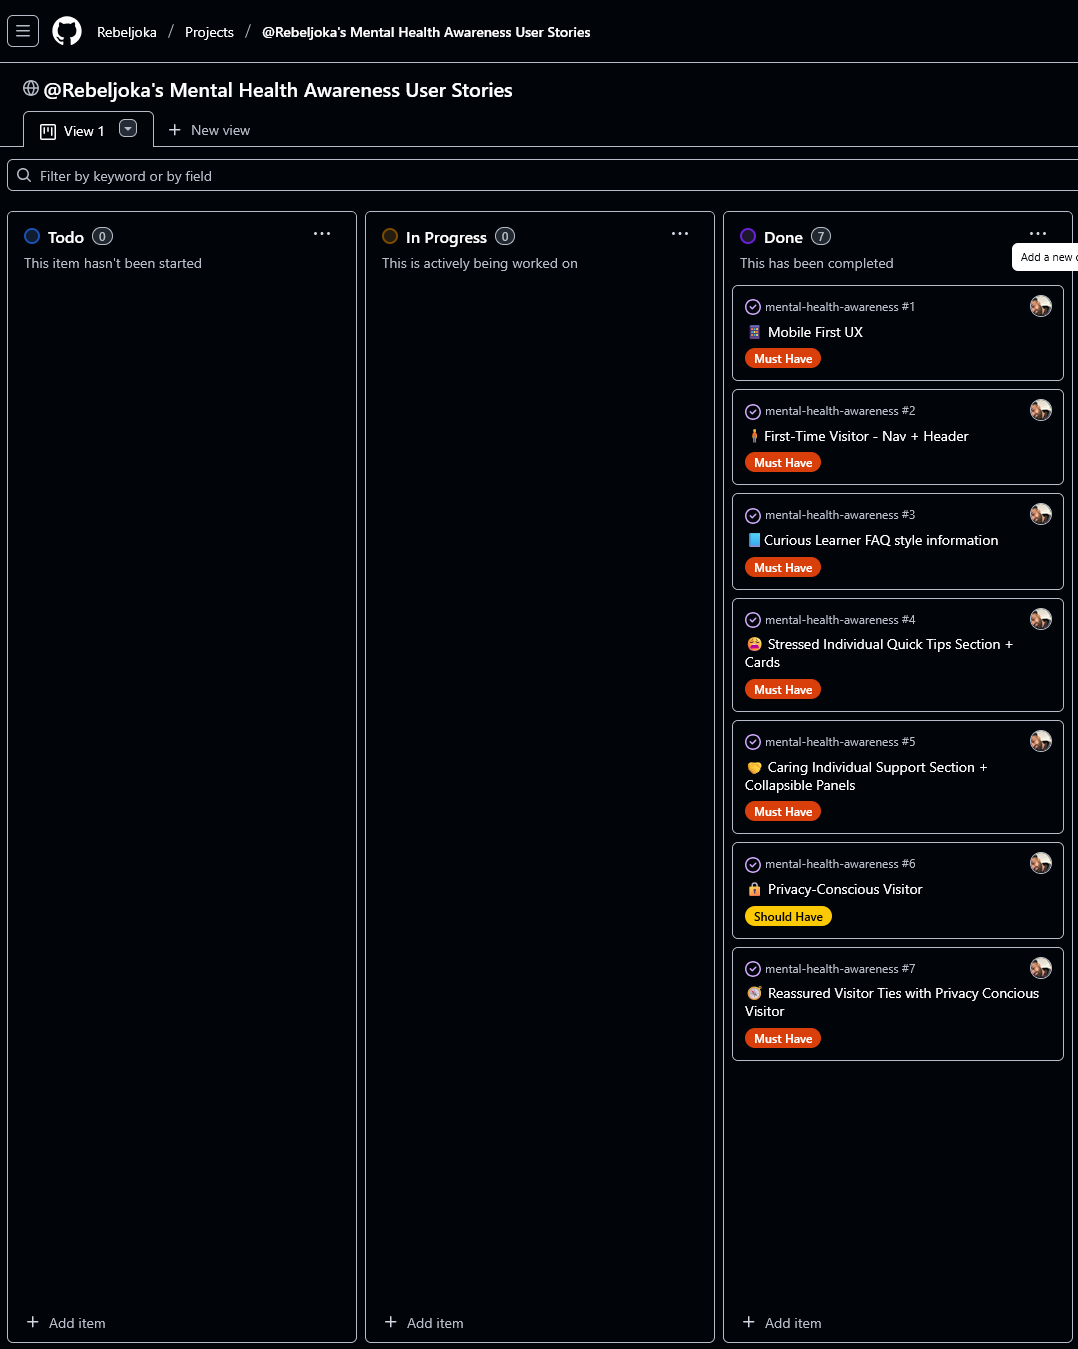 Rebeljoka / Projects / @Rebeljoka's Mental Health Awareness User Stories
@Rebeljoka's Mental Health Awareness User Stories
View 1
New view
Filter by keyword or by field
Todo 0
This item hasn't been started
Add item
In Progress 0
This is actively being worked on
Add item
Done 7
This has been completed
Add a new
mental-health-awareness #1
Mobile First UX
Must Have
mental-health-awareness #2
First-Time Visitor - Nav + Header
Must Have
mental-health-awareness #3
Curious Learner FAQ style information
Must Have
mental-health-awareness #4
Stressed Individual Quick Tips Section +
Cards
Must Have
mental-health-awareness #5
Caring Individual Support Section +
Collapsible Panels
Must Have
mental-health-awareness #6
Privacy-Conscious Visitor
Should Have
mental-health-awareness #7
Reassured Visitor Ties with Privacy Concious
Visitor
Must Have
Add item